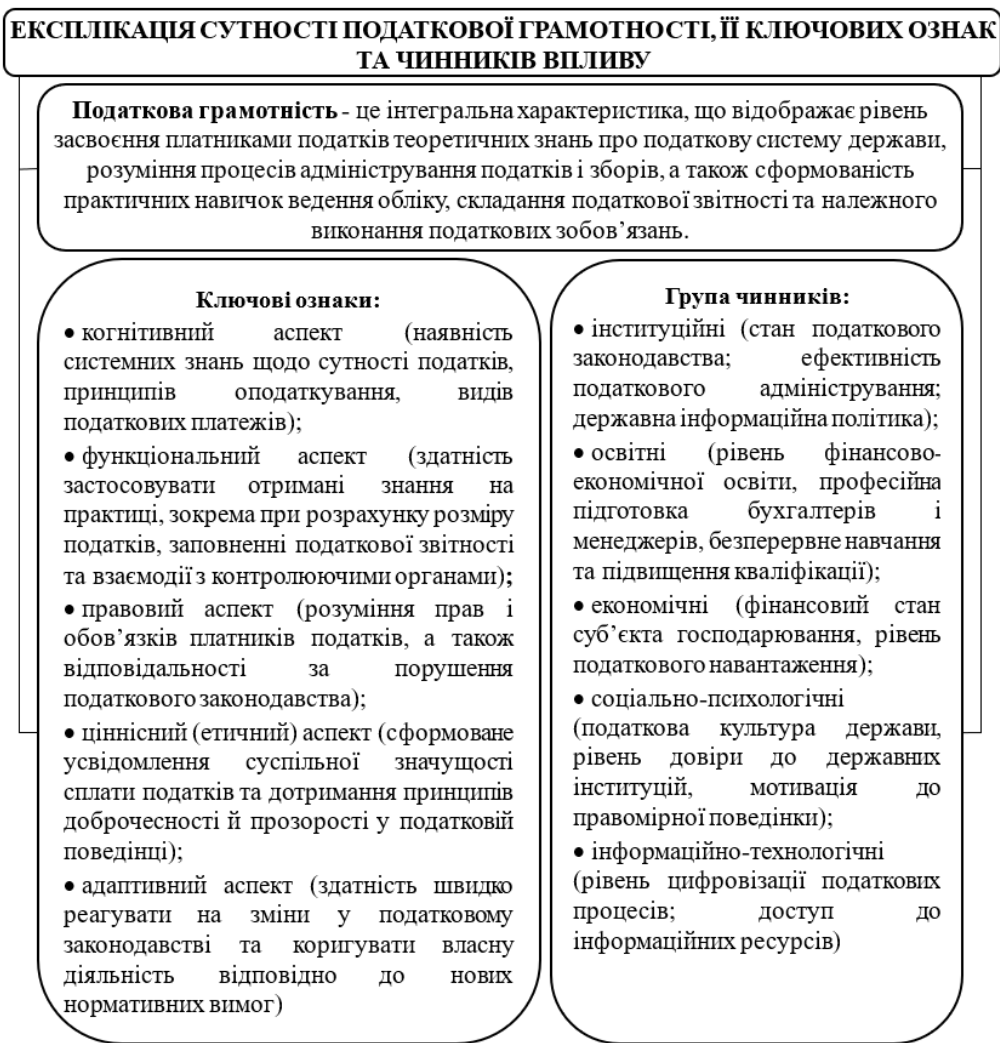 ЕКСПЛІКАЦІЯ СУТНОСТІ ПОДАТКОВОЇ ГРАМОТНОСТІ, ЇЇ КЛЮЧОВИХ ОЗНАК
ТА ЧИННИКІВ ВПЛИВУ
Податкова грамотність - це інтегральна характеристика, що відображає рівень
засвоєння платниками податків теоретичних знань про податкову систему держави,
розуміння процесів адміністрування податків і зборів, а також сформованість
практичних навичок ведення обліку, складання податкової звітності та належного
виконання податкових зобов’язань.
Ключові ознаки:
• когнітивний аспект (наявність
системних знань щодо сутності податків,
принципів оподаткування, видів
податкових платежів);
• функціональний аспект (здатність
застосовувати отримані знання на
практиці, зокрема при розрахунку розміру
податків, заповненні податкової звітності
та взаємодії з контролюючими органами);
• правовий аспект (розуміння прав і
обов’язків платників податків, а також
відповідальності за порушення
податкового законодавства);
• ціннісний (етичний) аспект (сформоване
усвідомлення суспільної значущості
сплати податків та дотримання принципів
доброчесності й прозорості у податковій
поведінці);
• адаптивний аспект (здатність швидко
реагувати на зміни у податковому
законодавстві та коригувати власну
діяльність відповідно до нових
нормативних вимог)
Група чинників:
• інституційні (стан податкового
законодавства; ефективність
податкового адміністрування;
державна інформаційна політика);
• освітні (рівень фінансово-
економічної освіти, професійна
підготовка бухгалтерів і
менеджерів, безперервне навчання
та підвищення кваліфікації);
• економічні (фінансовий стан
суб’єкта господарювання, рівень
податкового навантаження);
• соціально-психологічні
(податкова культура держави,
рівень довіри до державних
інституцій, мотивація до
правомірної поведінки);
• інформаційно-технологічні
(рівень цифровізації податкових
процесів; доступ до
інформаційних ресурсів)